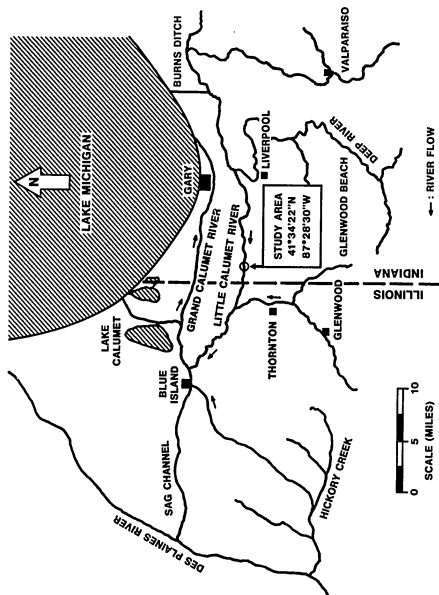 N
LAKE MICHIGAN
BURNS DITCH
GARY
LAKE
CALUMET
GRAND CALUMET RIVER
LITTLE CALUMET RIVER
BLUE
ISLAND
SAG CHANNEL
DES PLAINES RIVER
LIVERPOOL
VALPARAISO
STUDY AREA
41°34'22"N
87°28'30"W
DEEP RIVER
GLENWOOD BEACH
THORNTON
GLENWOOD
ILLINOIS
INDIANA
HICKORY CREEK
0 5 10
SCALE (MILES)
←: RIVER FLOW